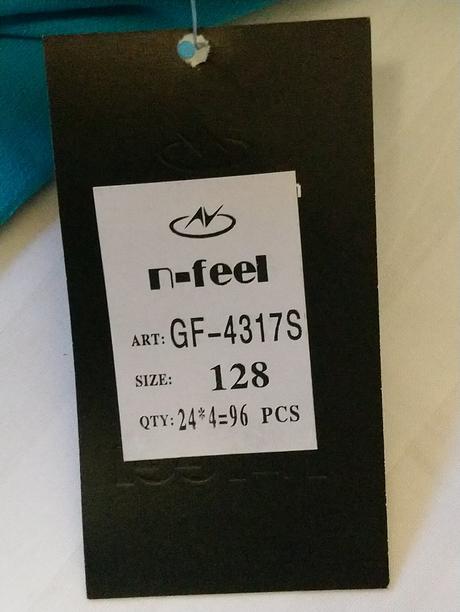 n-feel
ART: GF-4317S
SIZE: 128
QTY: 24*4=96 PCS